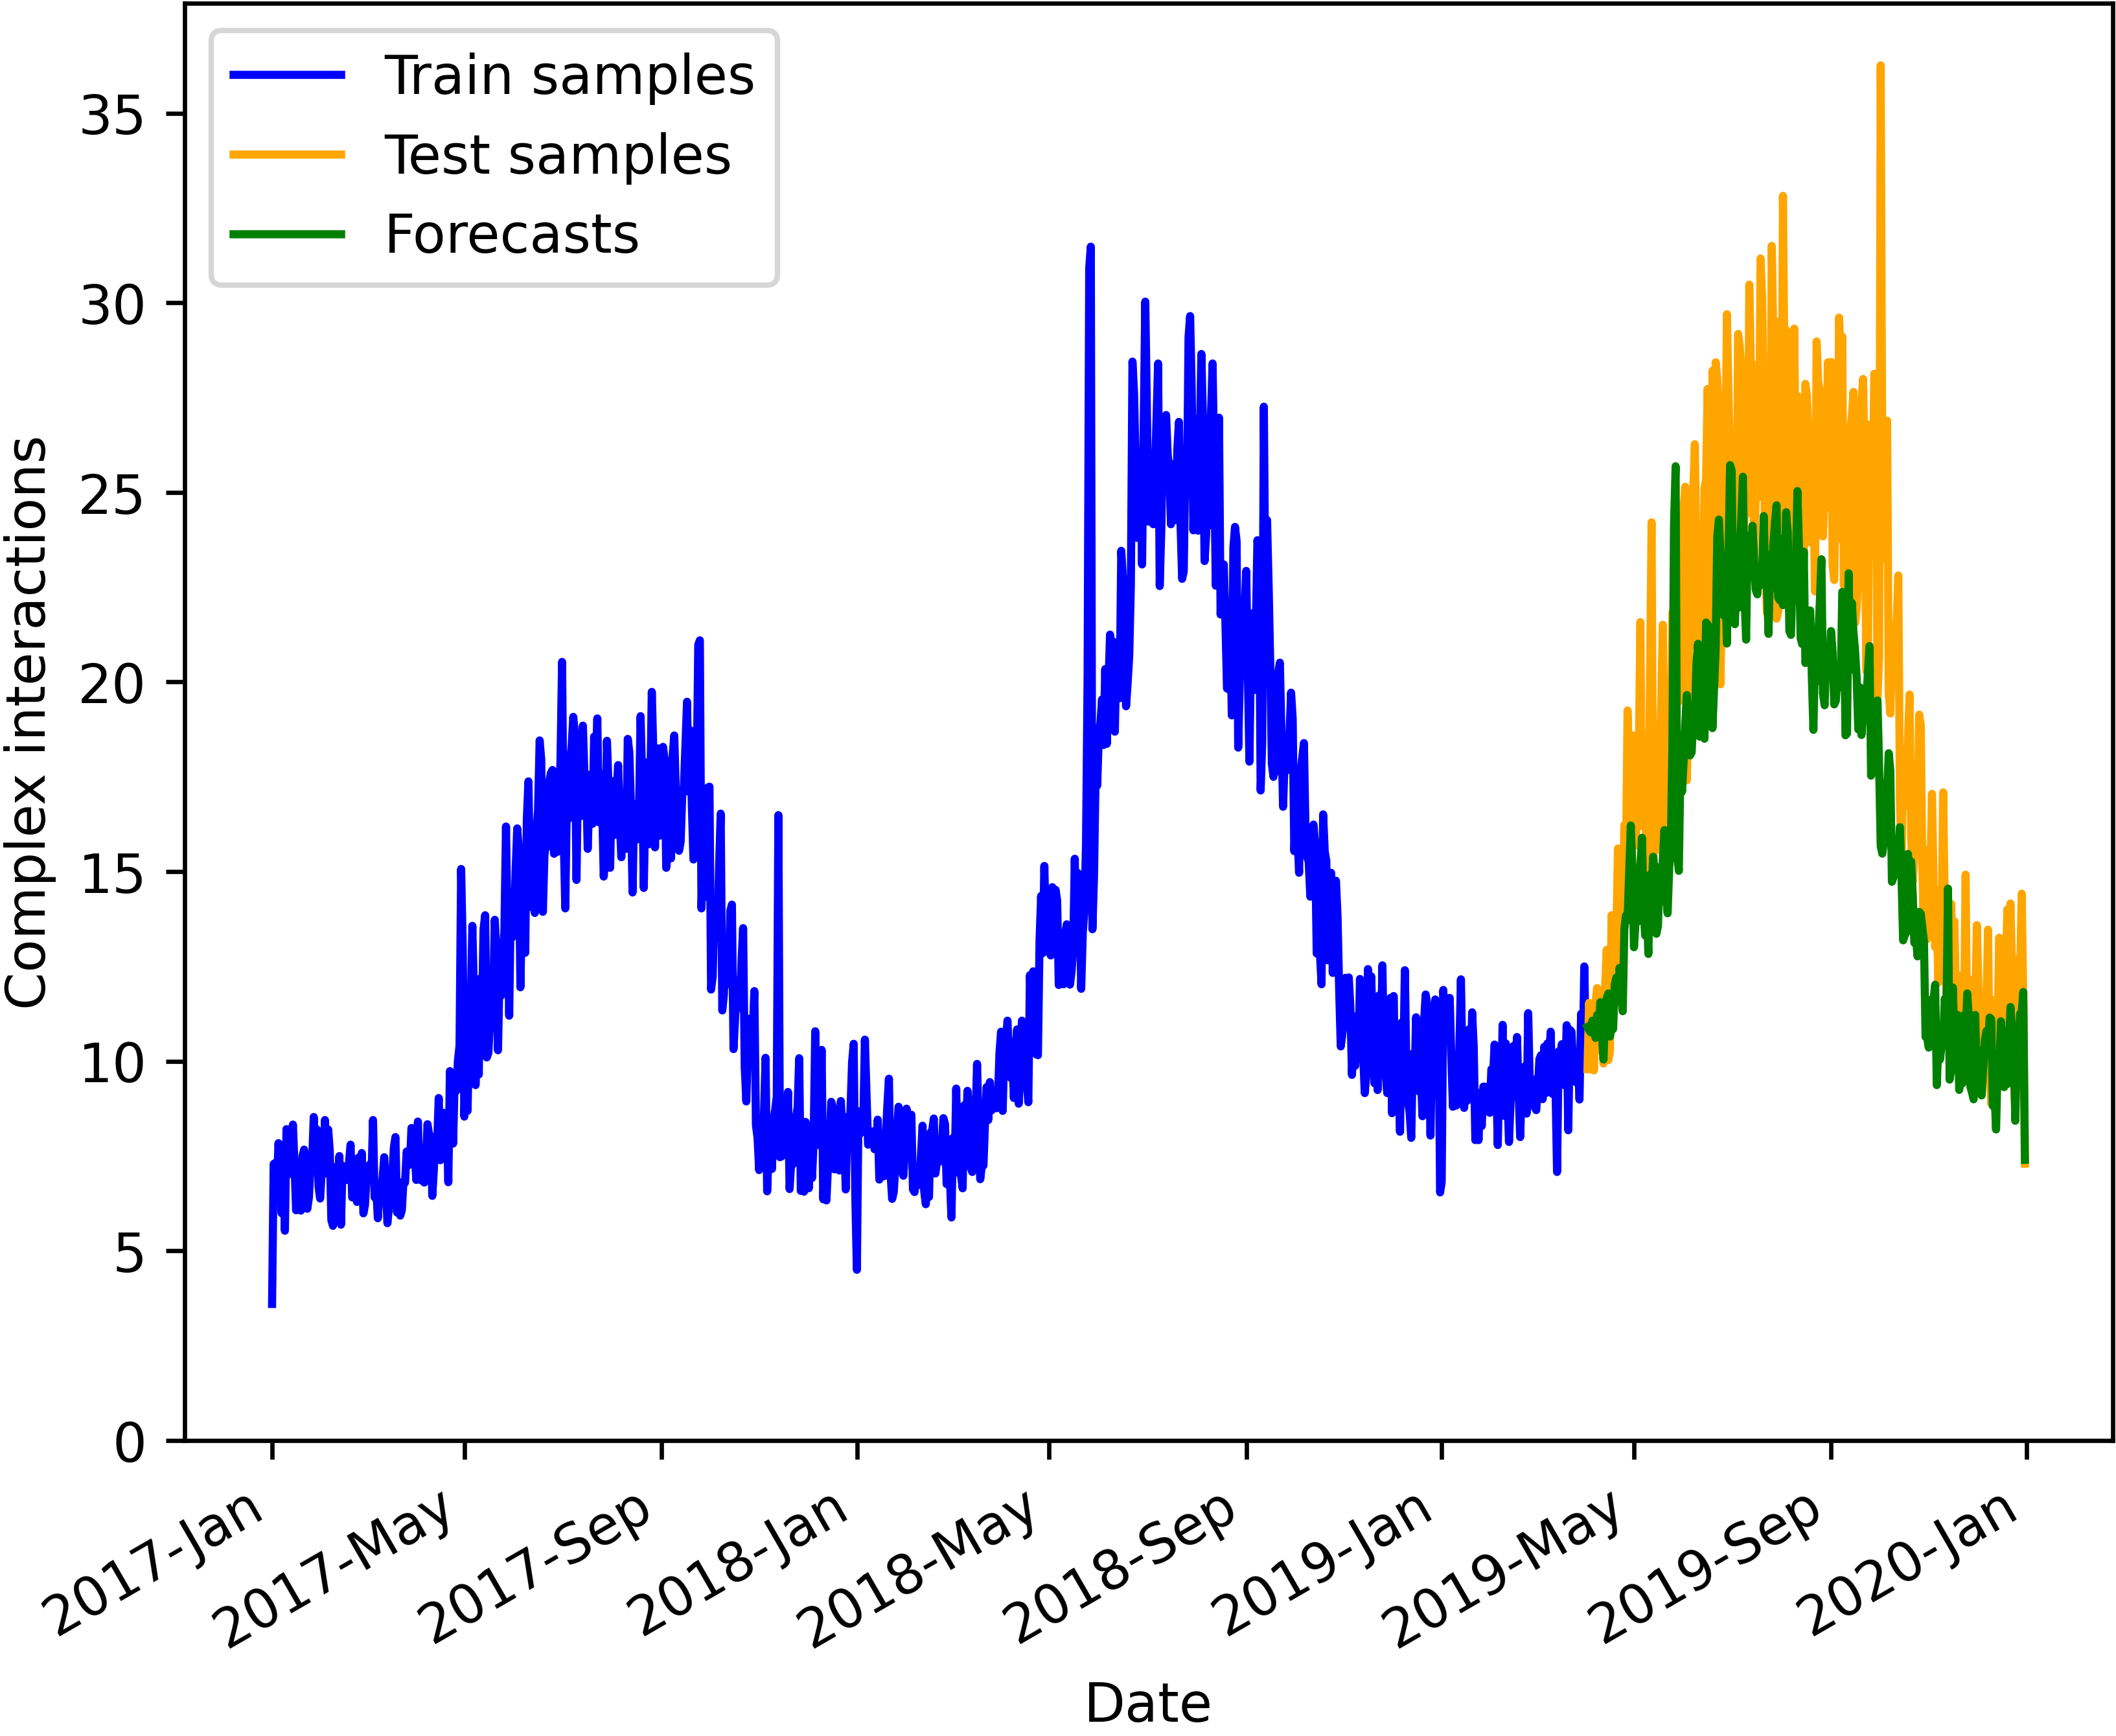 Train samples
Test samples
Forecasts
35
30
25
20
15
10
5
0
Complex interactions
2017-Jan
2017-May
2017-Sep
2018-Jan
2018-May
2018-Sep
2019-Jan
2019-May
2019-Sep
2020-Jan
Date